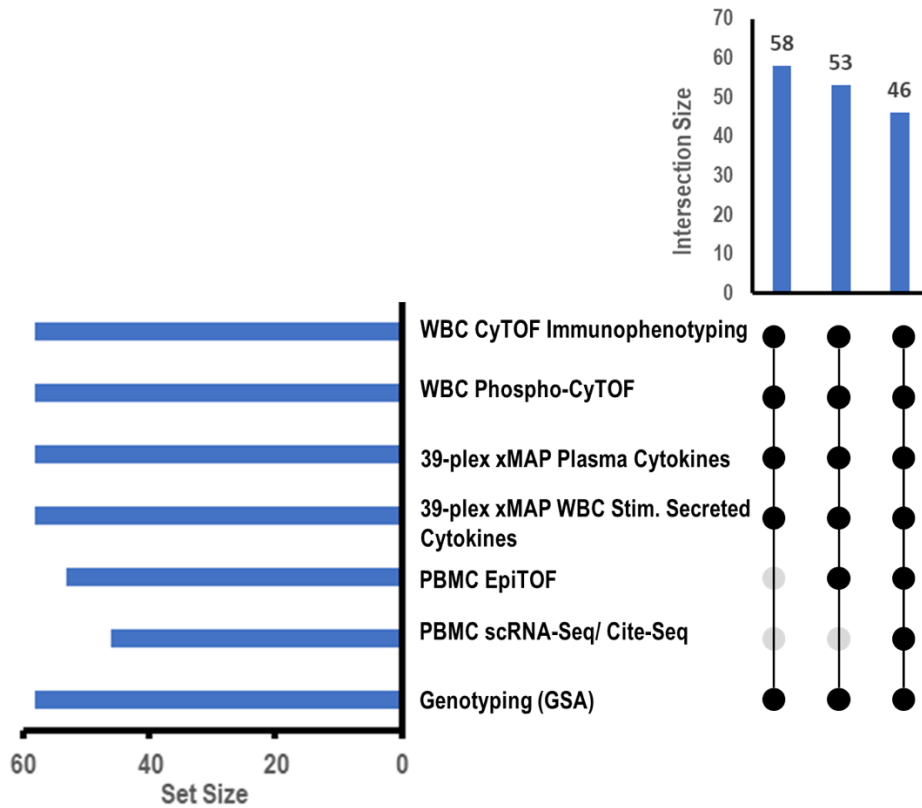 70
60
50
40
30
20
10
0
Intersection Size
58
53
46
WBC CyTOF Immunophenotyping
WBC Phospho-CyTOF
39-plex xMAP Plasma Cytokines
39-plex xMAP WBC Stim. Secreted
Cytokines
PBMC EpiTOF
PBMC scRNA-Seq/ Cite-Seq
Genotyping (GSA)
60 40 20 0
Set Size